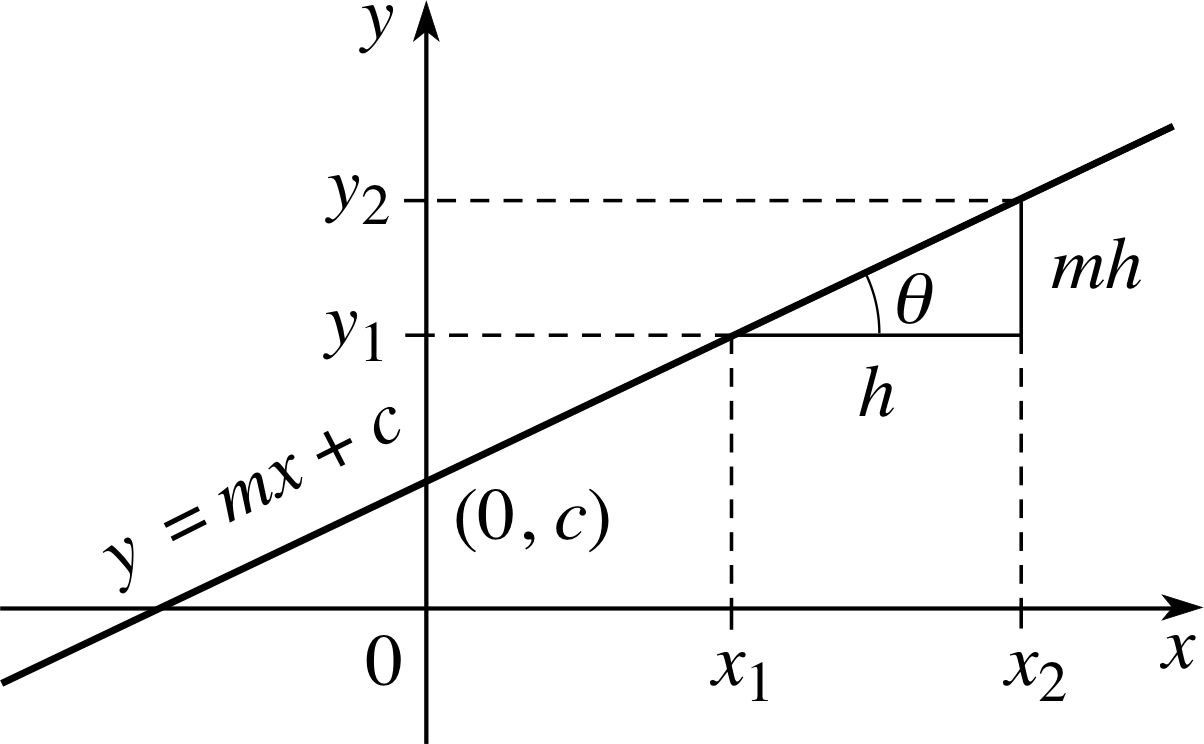 y
y₂
mh
θ
y₁
h
y = mx + c
(0, c)
0
x₁
x₂
x